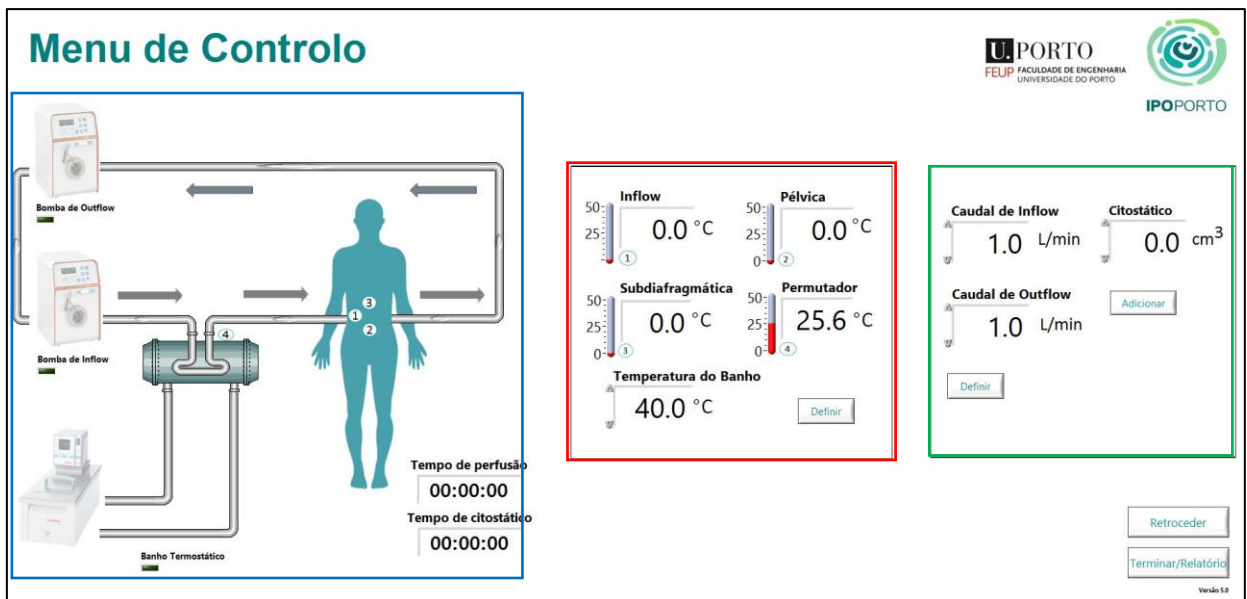 Menu de Controlo
U. PORTO
FEUP FACULDADE DE ENGENHARIA
UNIVERSIDADE DO PORTO
IPOPORTO
Bomba de Outflow
Bomba de Inflow
Banho Termostático
1
2
3
4
Tempo de perfusão
00:00:00
Tempo de citostático
00:00:00
Inflow
50
25
0.0 °C
1
Pélvica
50
25
0
0.0 °C
2
Subdiafragmática
50
25
0
0.0 °C
3
Permutador
50
25
0
25.6 °C
4
Temperatura do Banho
40.0 °C
Definir
Caudal de Inflow
1.0 L/min
Citostático
0.0 cm³
Adicionar
Caudal de Outflow
1.0 L/min
Definir
Retroceder
Terminar/Relatório
Versão 5.0